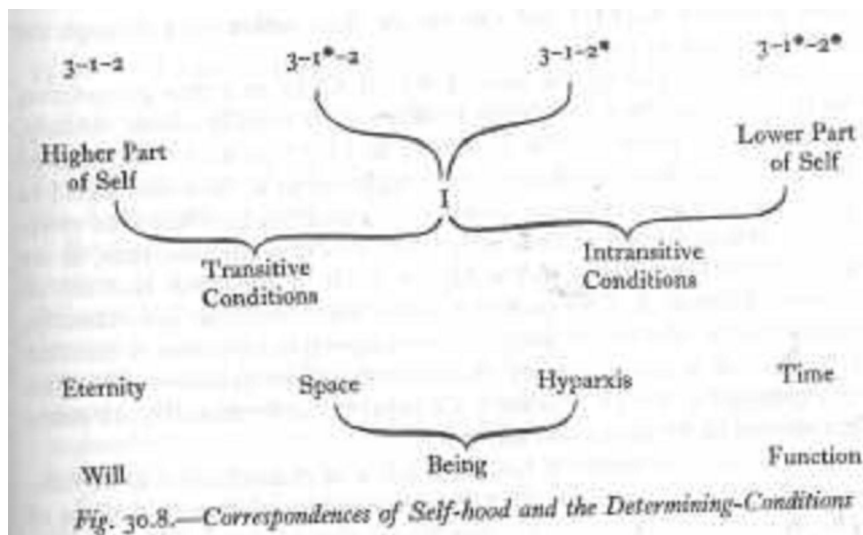 3-1-2 3-1*-2 3-1-2* 3-1*-2*
Higher Part
of Self
I
Lower Part
of Self
Transitive
Conditions
Intransitive
Conditions
Eternity Space Hyparxis Time
Will Being Function
Fig. 30.8.—Correspondences of Self-hood and the Determining-Conditions